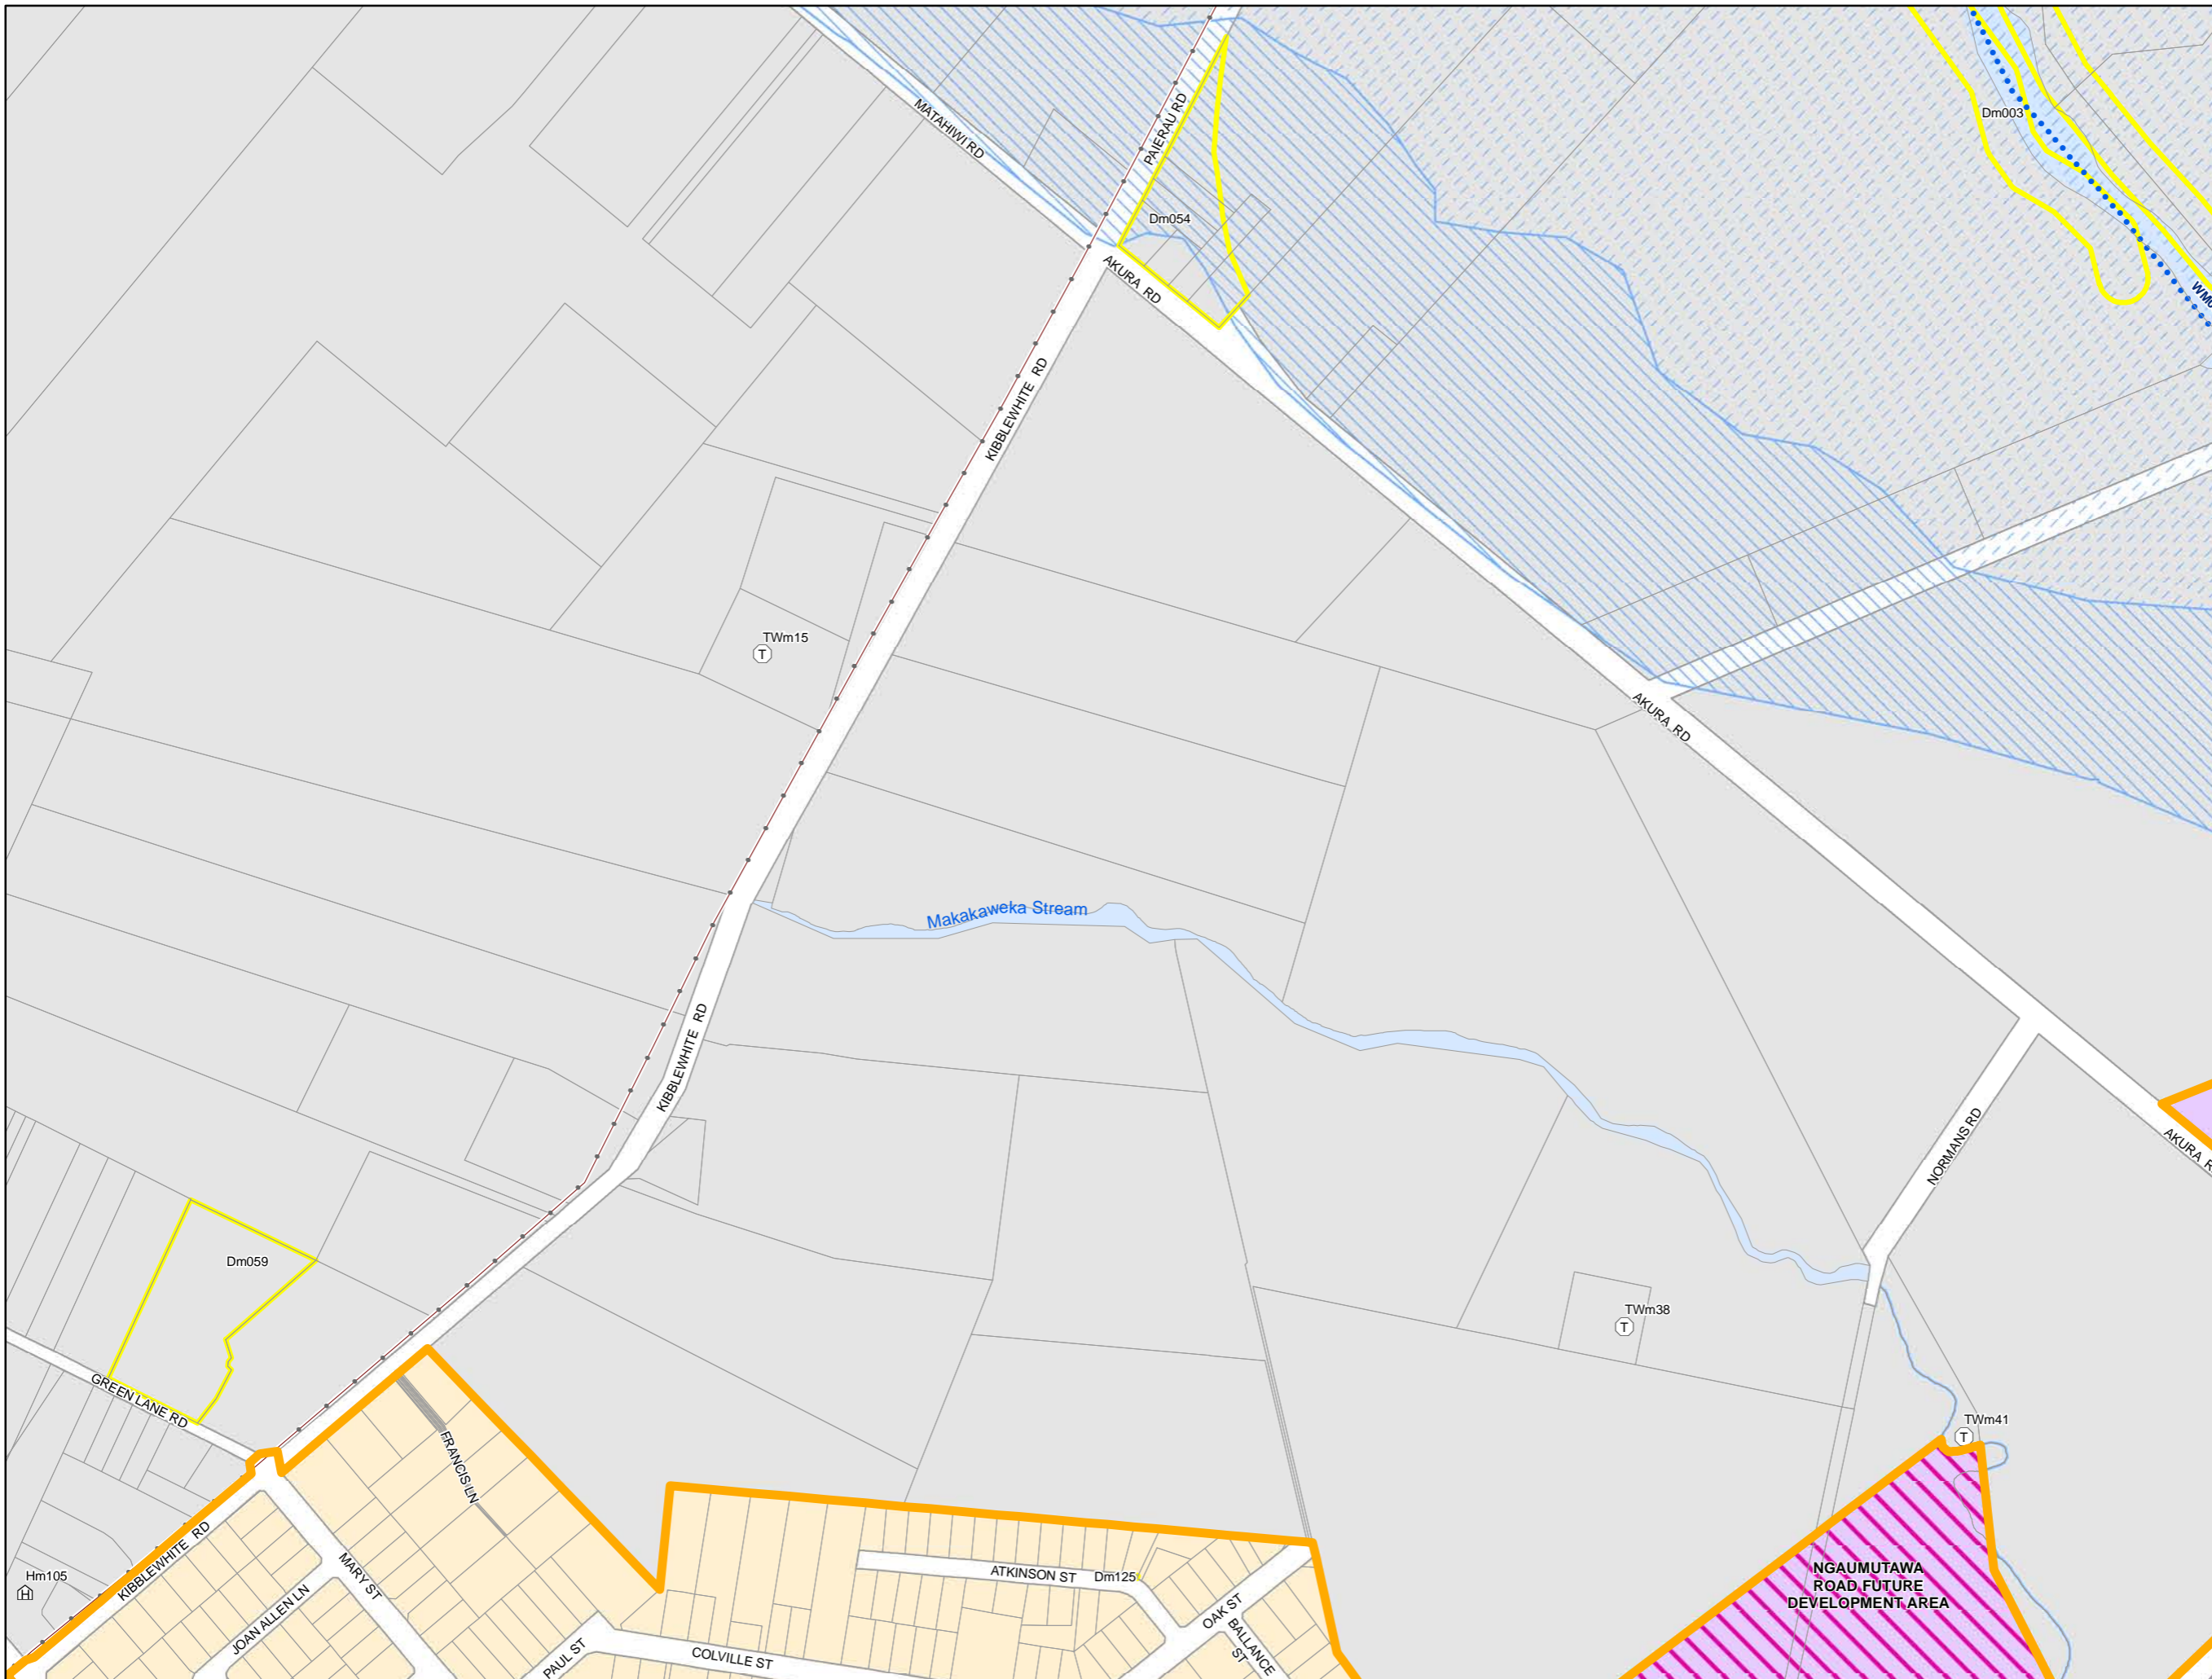 MATAHIWI RD
PAIERAU RD
Dm003
Dm054
AKURA RD
WM
KIBBLEWHITE RD
TWm15
T
AKURA RD
Makakaweka Stream
KIBBLEWHITE RD
NORMANS RD
AKURA R
Dm059
TWm38
T
GREEN LANE RD
TWm41
T
FRANCIS LN
KIBBLEWHITE RD
MARY ST
Hm105
H
JOAN ALLEN LN
ATKINSON ST
Dm125
OAK ST
BALLANCE
ST
PAUL ST
COLVILLE ST
NGAUMUTAWA
ROAD FUTURE
DEVELOPMENT AREA